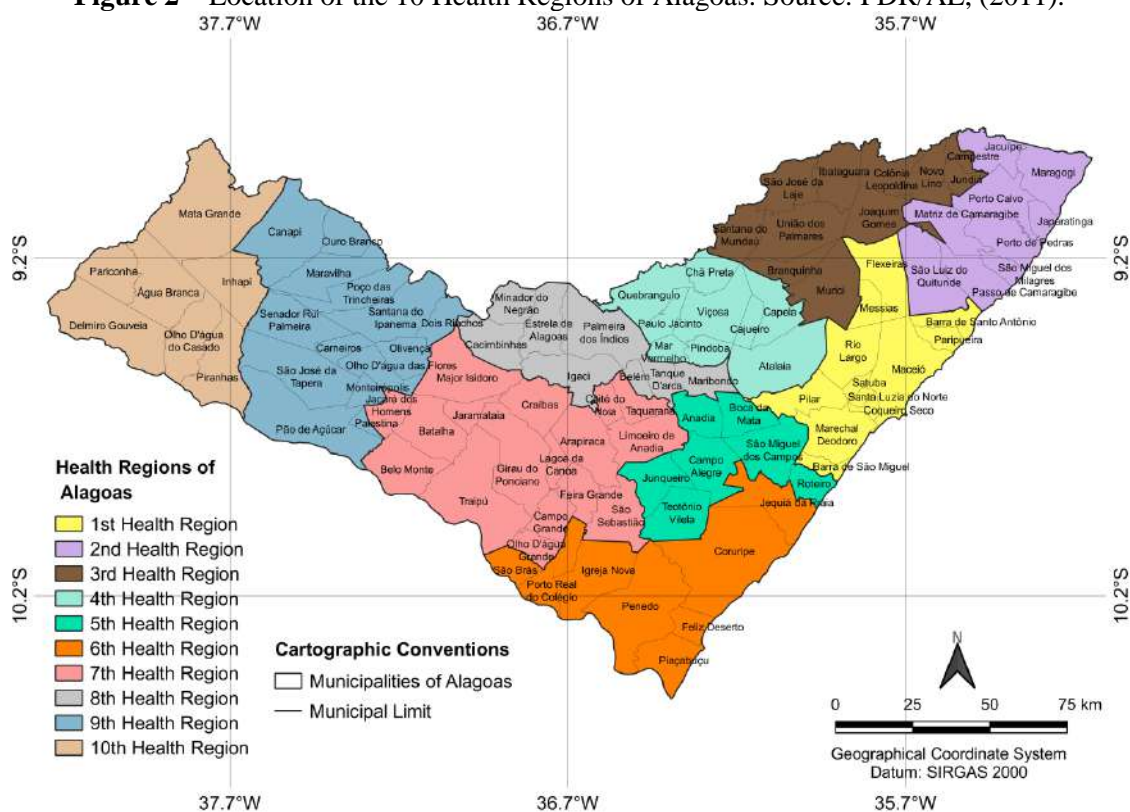 Figure 2 – Location of the 10 Health Regions of Alagoas. Source: PDR/AL, (2011).
37.7°W 36.7°W 35.7°W
9.2°S 9.2°S
10.2°S 10.2°S
37.7°W 36.7°W 35.7°W
Mata Grande
Pariconha
Água Branca
Inhapi
Delmiro Gouveia
Olho D'água
do Casado
Piranhas
Canapi
Ouro Branco
Maravilha
Poço das
Trincheiras
Santana do
Ipanema
Senador Rui
Palmeira
Dois Riachos
Carneiros
Olivença
São José da
Tapera
Olho D'água das Flores
Monteirópolis
Jacaré dos
Homens
Palestina
Pão de Açúcar
Minador do
Negrão
Estrela de
Alagoas
Palmeira
dos Índios
Cacimbinhas
Igaci
Belém
Tanque
D'arca
Maribondo
Major Isidoro
Craíbas
Coité do
Noia
Taquarana
Jaramataia
Batalha
Arapiraca
Limoeiro de
Anadia
Belo Monte
Lagoa da
Canoa
Girau do
Ponciano
Feira Grande
Traipú
São
Sebastião
Campo
Grande
Olho D'água
Grande
São Brás
Porto Real
do Colégio
Igreja Nova
Penedo
Feliz Deserto
Piaçabuçu
Coruripe
Jequiá da Praia
Anadia
Boca da
Mata
São Miguel
dos Campos
Campo
Alegre
Junqueiro
Teotônio
Vilela
Roteiro
Chã Preta
Quebrangulo
Viçosa
Paulo Jacinto
Cajueiro
Capela
Mar
Vermelho
Pindoba
Atalaia
Ibataguara
Colônia
Leopoldina
Novo
Lino
Jundiá
São José da
Laje
União dos
Palmares
Joaquim
Gomes
Santana do
Mundaú
Branquinha
Murici
Jacuípe
Campestre
Maragogi
Porto Calvo
Matriz de Camaragibe
Japaratinga
Porto de Pedras
São Luiz do
Quitunde
São Miguel dos
Milagres
Passo de Camaragibe
Flexeiras
Messias
Barra de Santo Antônio
Paripueira
Rio
Largo
Maceió
Satuba
Santa Luzia do Norte
Coqueiro Seco
Pilar
Marechal
Deodoro
Barra de São Miguel
Health Regions of
Alagoas
1st Health Region
2nd Health Region
3rd Health Region
4th Health Region
5th Health Region
6th Health Region
7th Health Region
8th Health Region
9th Health Region
10th Health Region
Cartographic Conventions
Municipalities of Alagoas
Municipal Limit
N
0 25 50 75 km
Geographical Coordinate System
Datum: SIRGAS 2000